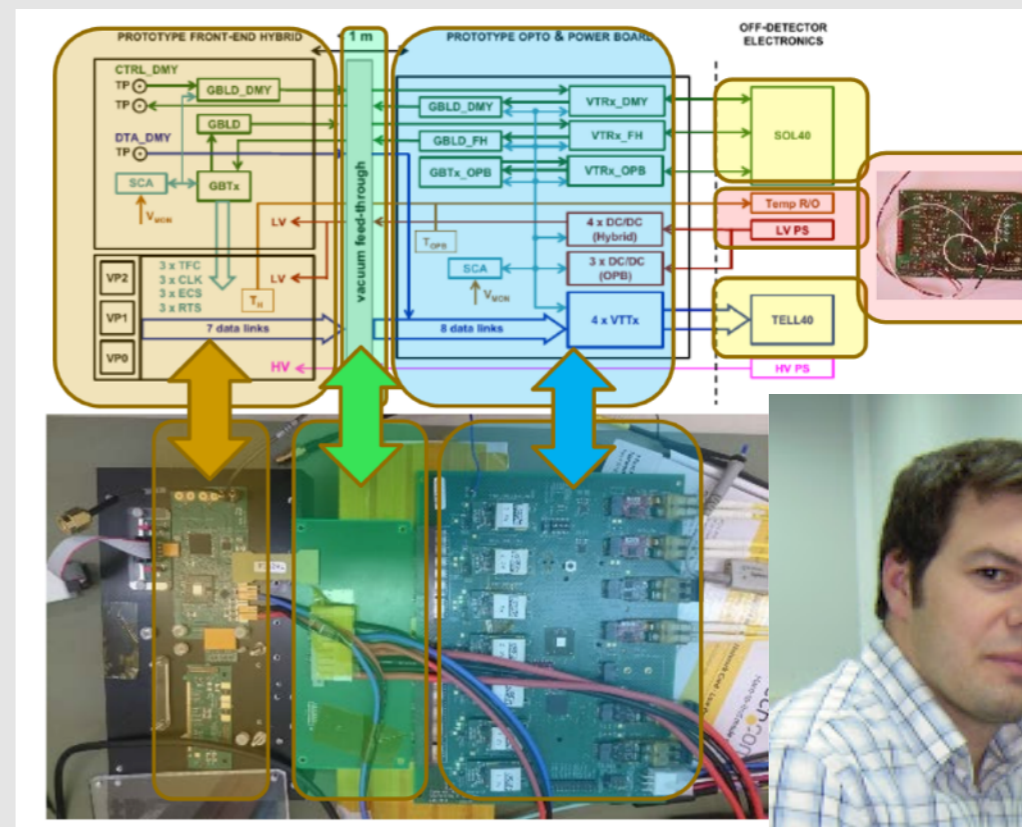 PROTOTYPE FRONT-END HYBRID
1 m
PROTOTYPE OPTO & POWER BOARD
OFF-DETECTOR
ELECTRONICS
CTRL_DMY
TP
GBLD_DMY
TP
GBLD
DTA_DMY
TP
SCA
GBTx
VMON
LV
VP2
3 x TFC
3 x CLK
3 x ECS
3 x RTS
LV
TH
VP1
7 data links
VP0
HV
vacuum feed-through
GBLD_DMY
VTRx_DMY
GBLD_FH
VTRx_FH
GBTx_OPB
VTRx_OPB
TOPB
4 x DC/DC
(Hybrid)
SCA
3 x DC/DC
(OPB)
VMON
8 data links
4 x VTTx
SOL40
Temp R/O
LV PS
TELL40
HV PS